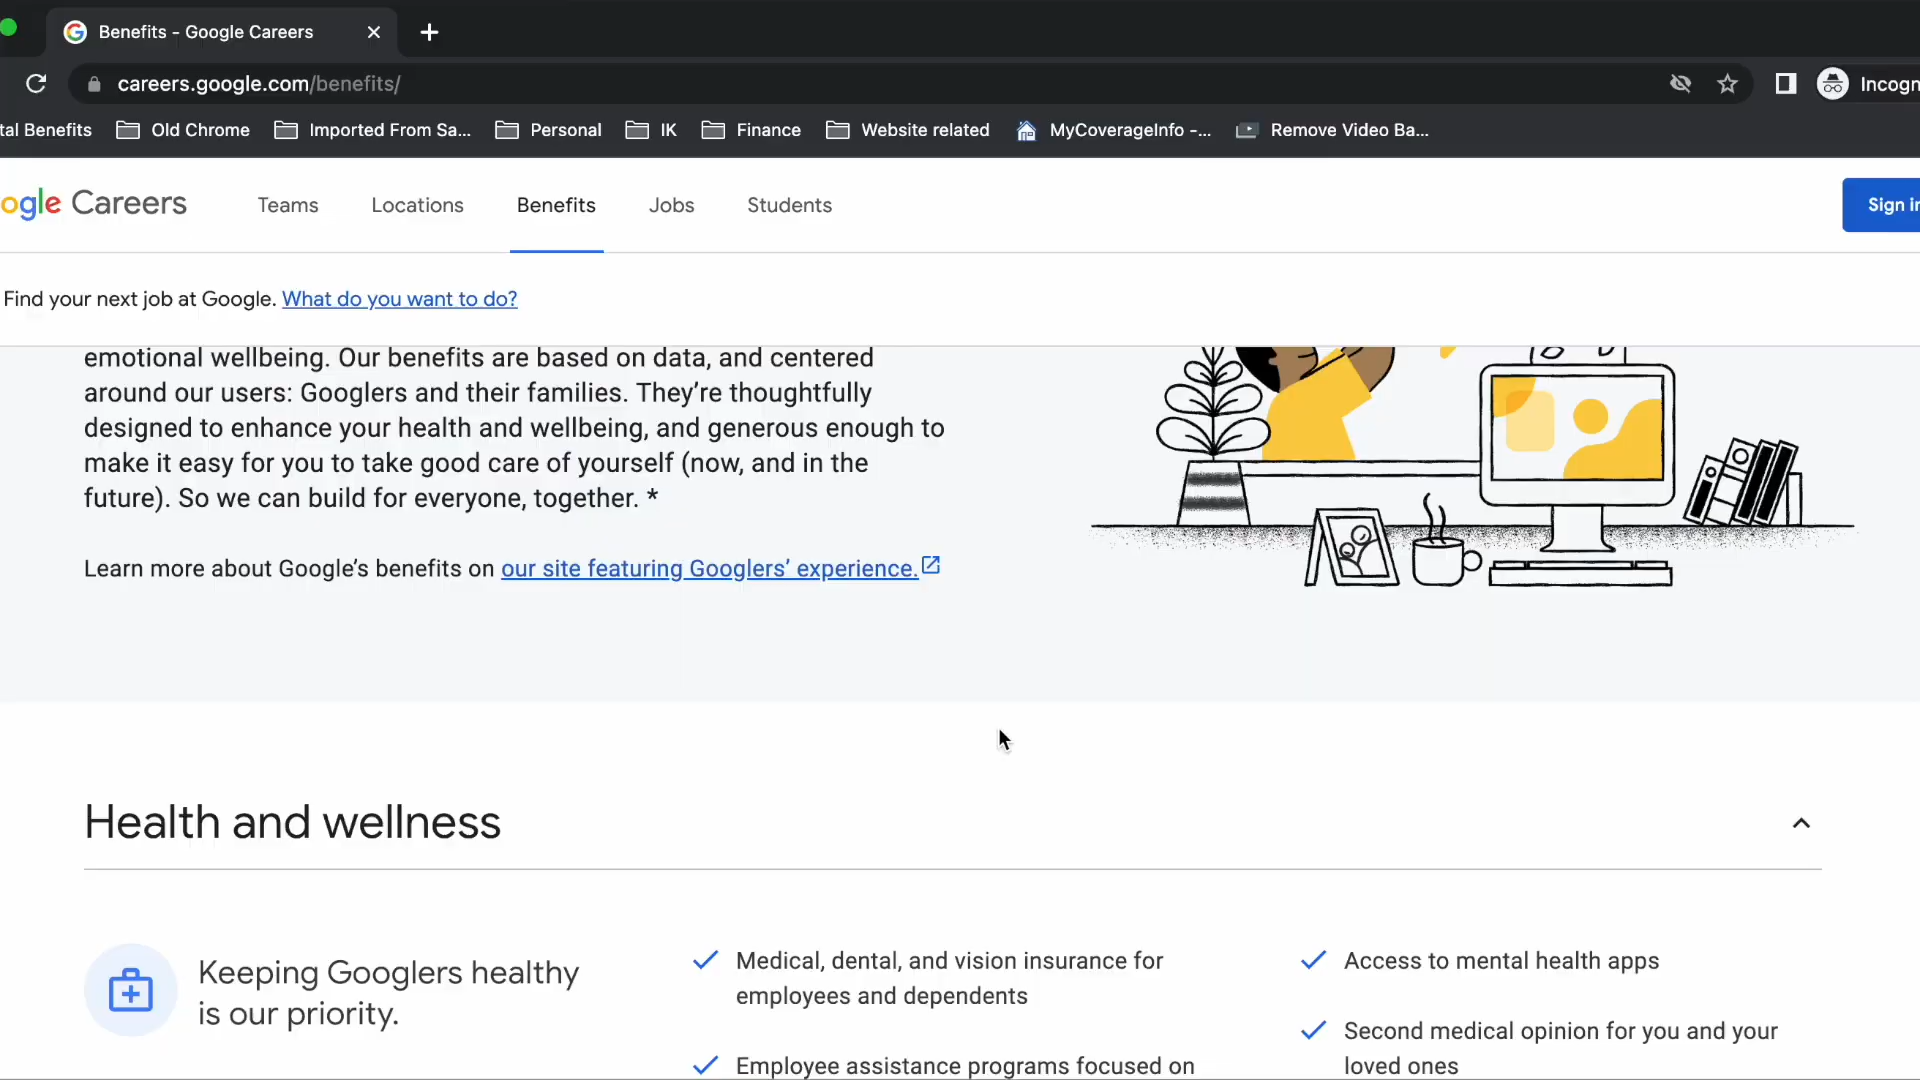 Benefits - Google Careers
careers.google.com/benefits/
Incogn
tal Benefits Old Chrome Imported From Sa... Personal IK Finance Website related MyCoverageInfo -... Remove Video Ba...
ogle Careers Teams Locations Benefits Jobs Students Sign in
Find your next job at Google. What do you want to do?
emotional wellbeing. Our benefits are based on data, and centered
around our users: Googlers and their families. They’re thoughtfully
designed to enhance your health and wellbeing, and generous enough to
make it easy for you to take good care of yourself (now, and in the
future). So we can build for everyone, together. *
Learn more about Google’s benefits on our site featuring Googlers’ experience.
Health and wellness
Keeping Googlers healthy
is our priority.
Medical, dental, and vision insurance for
employees and dependents
Employee assistance programs focused on
Access to mental health apps
Second medical opinion for you and your
loved ones